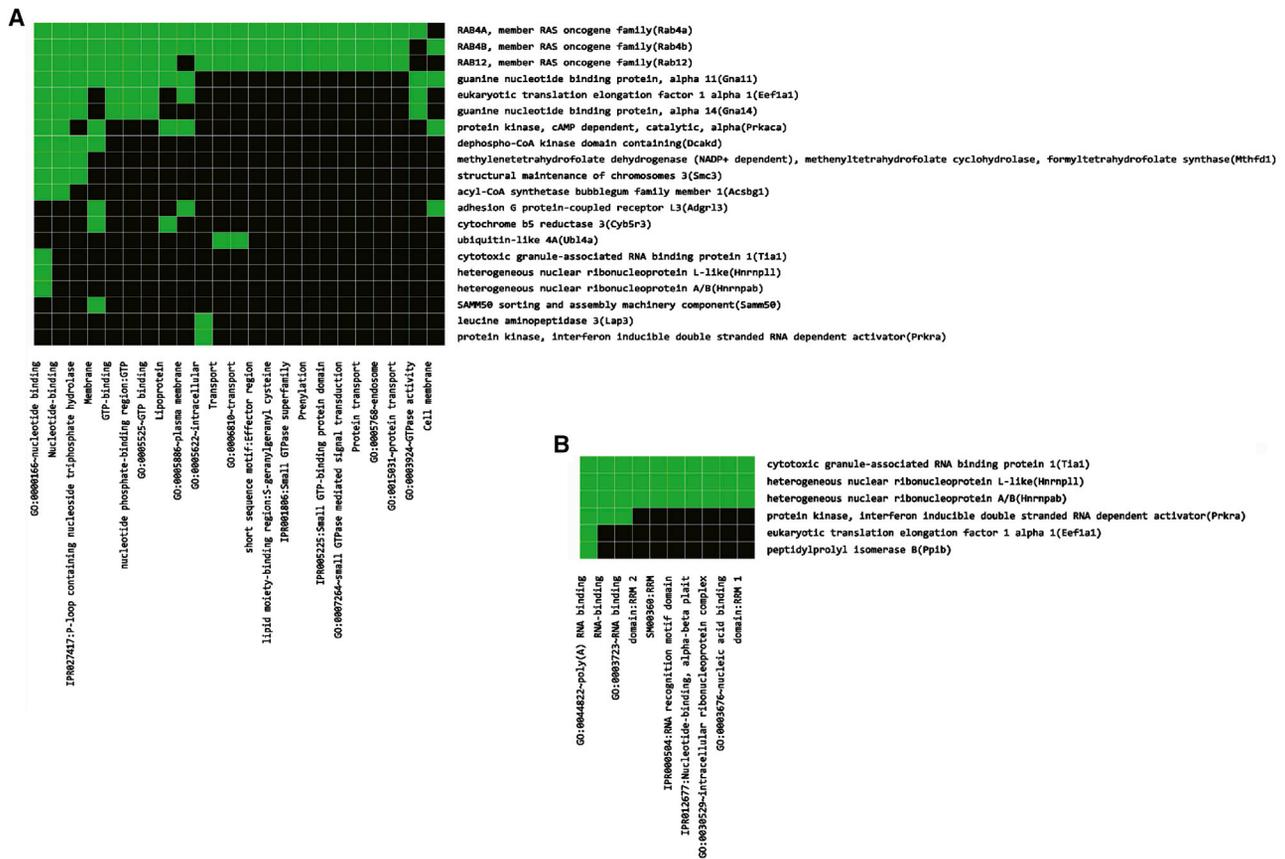 A
RAB4A, member RAS oncogene family(Rab4a)
RAB4B, member RAS oncogene family(Rab4b)
RAB12, member RAS oncogene family(Rab12)
guanine nucleotide binding protein, alpha 11(Gna11)
eukaryotic translation elongation factor 1 alpha 1(Eef1a1)
guanine nucleotide binding protein, alpha 14(Gna14)
protein kinase, cAMP dependent, catalytic, alpha(Prkaca)
dephospho-CoA kinase domain containing(Dcakd)
methylenetetrahydrofolate dehydrogenase (NADP+ dependent), methenyltetrahydrofolate cyclohydrolase, formyltetrahydrofolate synthase(Mthfd1)
structural maintenance of chromosomes 3(Smc3)
acyl-CoA synthetase bubblegum family member 1(Acsbg1)
adhesion G protein-coupled receptor L3(Adgrl3)
cytochrome b5 reductase 3(Cyb5r3)
ubiquitin-like 4A(Ubl4a)
cytotoxic granule-associated RNA binding protein 1(Tia1)
heterogeneous nuclear ribonucleoprotein L-like(Hnrnpll)
heterogeneous nuclear ribonucleoprotein A/B(Hnrnpab)
SAMM50 sorting and assembly machinery component(Samm50)
leucine aminopeptidase 3(Lap3)
protein kinase, interferon inducible double stranded RNA dependent activator(Prkra)
GO:0000166~nucleotide binding
Nucleotide-binding
IPR027417:P-loop containing nucleoside triphosphate hydrolase
Membrane
GTP-binding
nucleotide phosphate-binding region:GTP
GO:0005525~GTP binding
Lipoprotein
GO:0005886~plasma membrane
GO:0005622~intracellular
Transport
GO:0006810~transport
short sequence motif:Effector region
lipid moiety-binding region:S-geranylgeranyl cysteine
IPR001806:Small GTPase superfamily
Prenylation
IPR005225:Small GTP-binding protein domain
GO:0007264~small GTPase mediated signal transduction
Protein transport
GO:0005768~endosome
GO:0015031~protein transport
GO:0003924~GTPase activity
Cell membrane
B
cytotoxic granule-associated RNA binding protein 1(Tia1)
heterogeneous nuclear ribonucleoprotein L-like(Hnrnpll)
heterogeneous nuclear ribonucleoprotein A/B(Hnrnpab)
protein kinase, interferon inducible double stranded RNA dependent activator(Prkra)
eukaryotic translation elongation factor 1 alpha 1(Eef1a1)
peptidylprolyl isomerase B(Ppib)
GO:0044822~poly(A) RNA binding
RNA-binding
GO:0003723~RNA binding
domain:RRM 2
SM00360:RRM
IPR000504:RNA recognition motif domain
IPR012677:Nucleotide-binding, alpha-beta plait
GO:0030529~intracellular ribonucleoprotein complex
GO:0003676~nucleic acid binding
domain:RRM 1